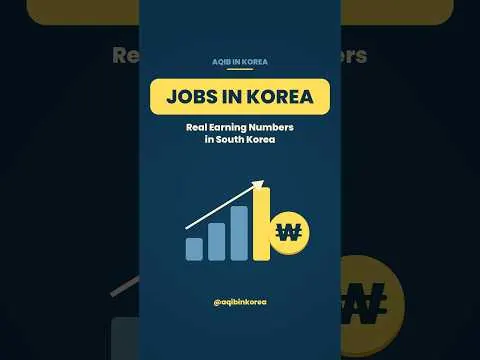 AQIB IN KOREA
JOBS IN KOREA
Real Earning Numbers
in South Korea
₩
@aqibinkorea